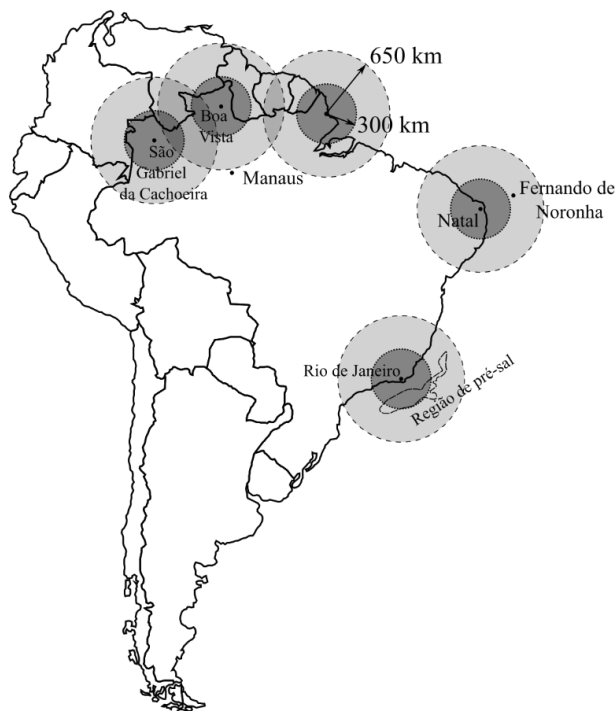 650 km
300 km
Boa
Vista
São
Gabriel
da Cachoeira
Manaus
Fernando de
Noronha
Natal
Rio de Janeiro
Região de pré-sal